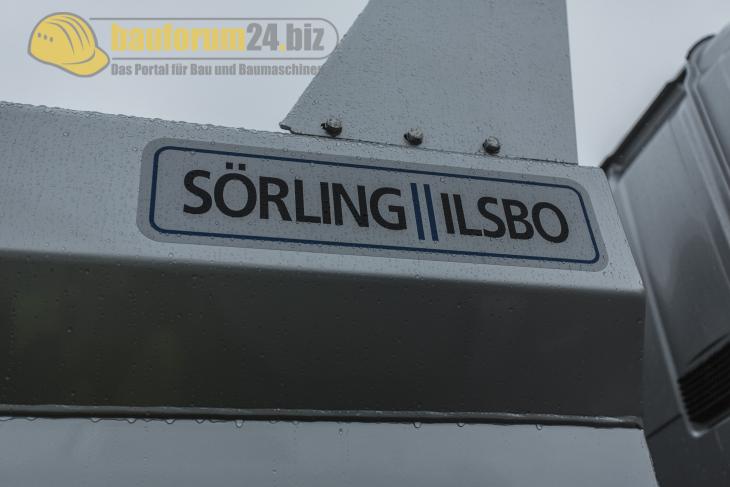 bauforum24.biz
Das Portal für Bau und Baumaschinen
SÖRLING || ILSBO